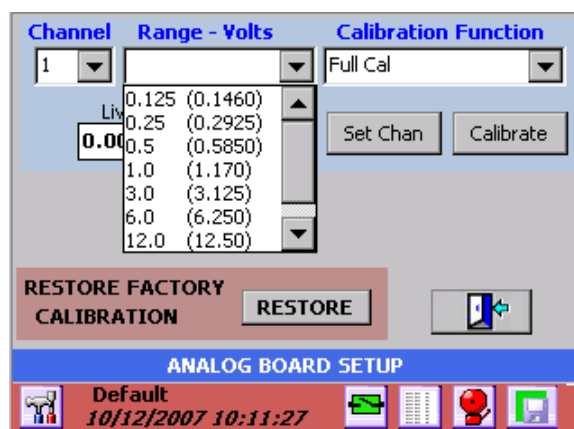 Channel Range - Volts Calibration Function
1 Full Cal
0.125 (0.1460)
0.25 (0.2925)
0.5 (0.5850)
1.0 (1.170)
3.0 (3.125)
6.0 (6.250)
12.0 (12.50)
Set Chan Calibrate
RESTORE FACTORY
CALIBRATION
RESTORE
ANALOG BOARD SETUP
Default
10/12/2007 10:11:27